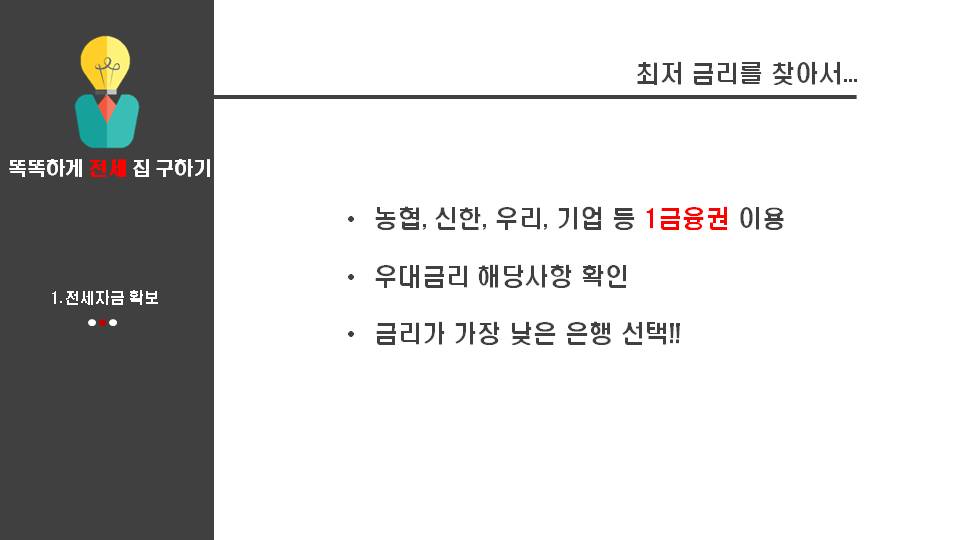 최저 금리를 찾아서...
똑똑하게 전세 집 구하기
1.전세자금 확보
• 농협, 신한, 우리, 기업 등 1금융권 이용
• 우대금리 해당사항 확인
• 금리가 가장 낮은 은행 선택!!